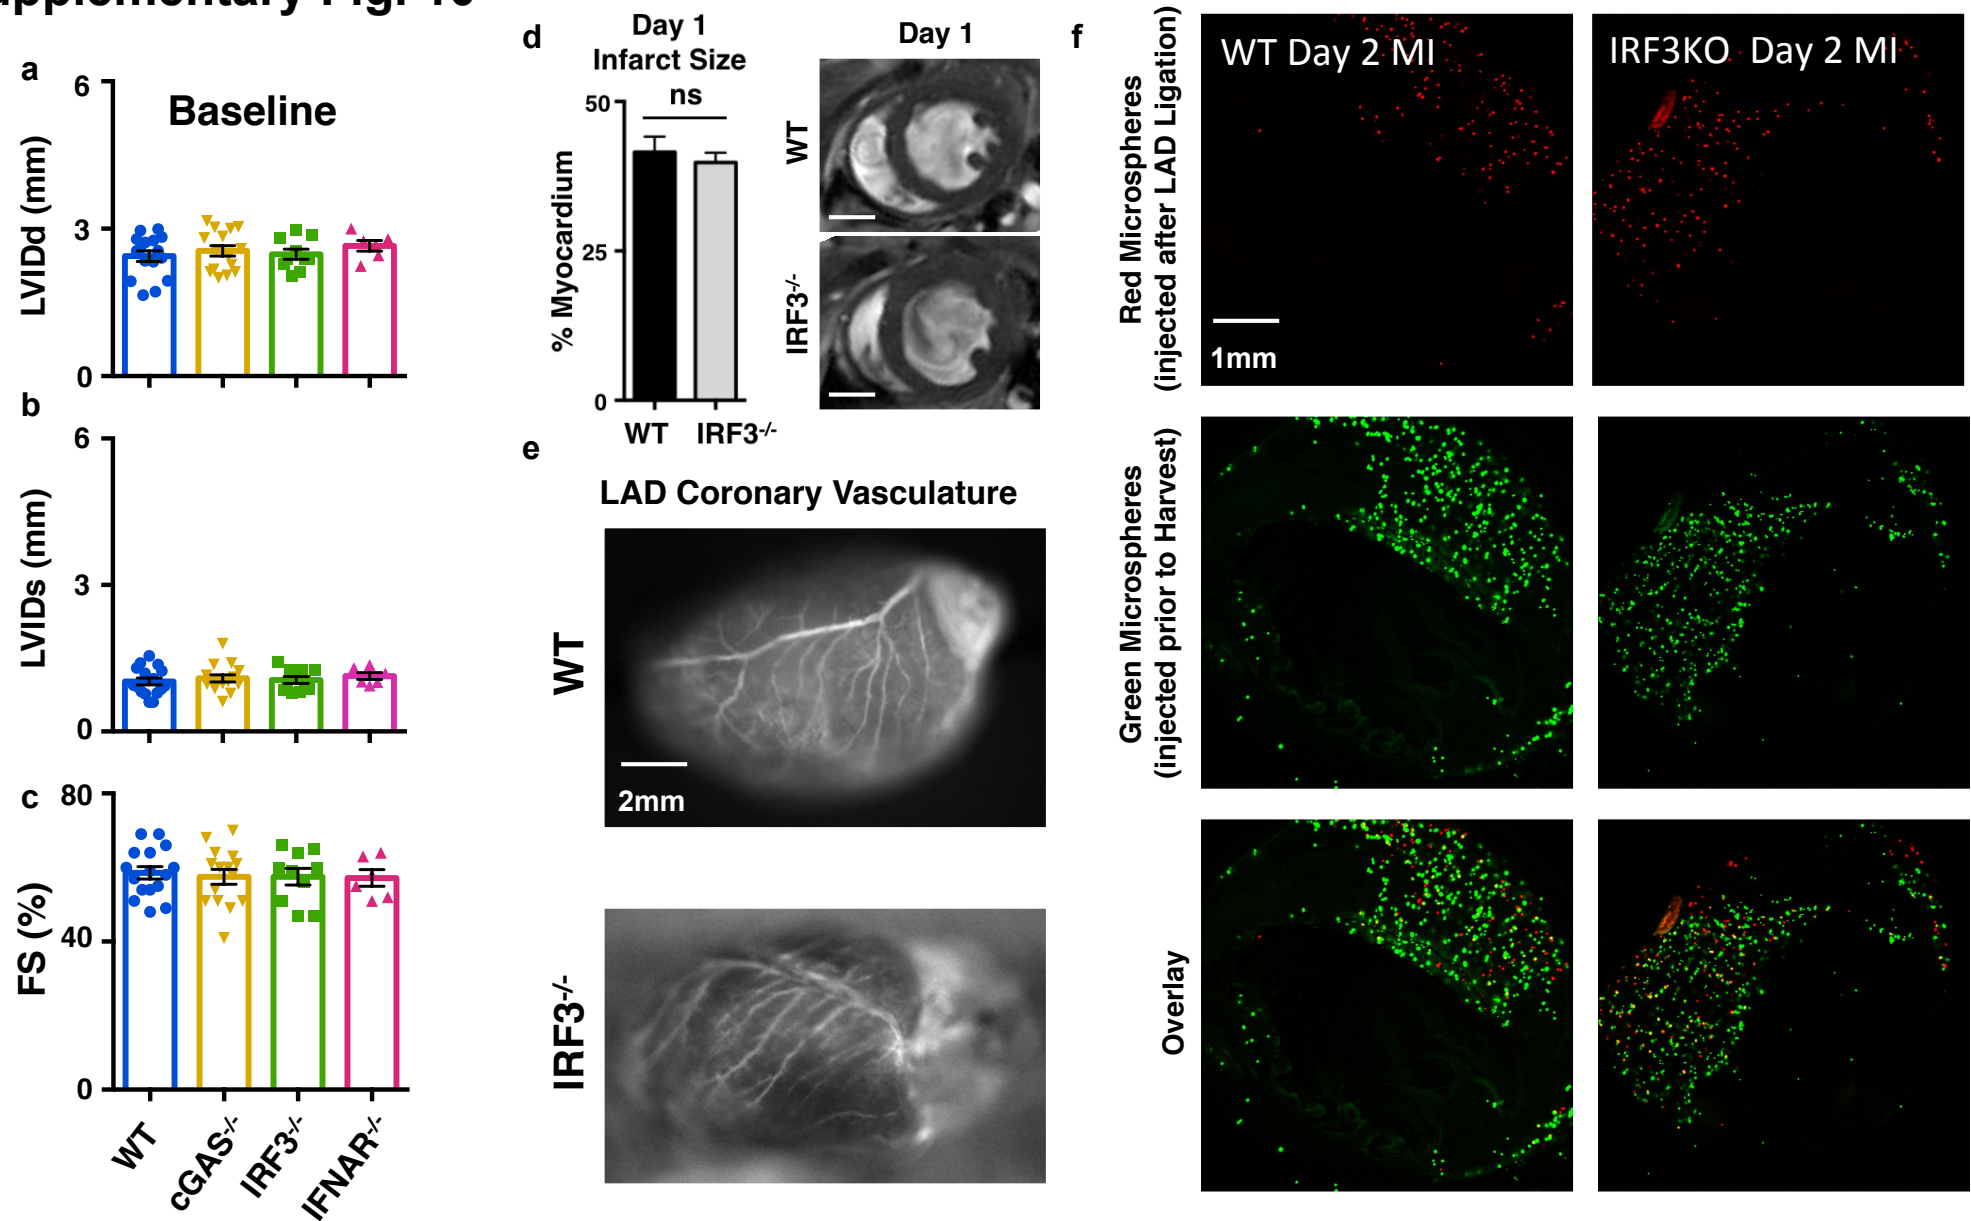 a
Baseline
6
3
0
LVIDd (mm)
b
6
3
0
LVIDs (mm)
c
80
40
0
FS (%)
WT
cGAS-/-
IRF3-/-
IFNAR-/-
d
Day 1
Infarct Size
ns
50
25
0
% Myocardium
WT
IRF3-/-
Day 1
WT
IRF3-/-
e
LAD Coronary Vasculature
WT
2mm
IRF3-/-
f
WT Day 2 MI
IRF3KO Day 2 MI
Red Microspheres
(injected after LAD Ligation)
1mm
Green Microspheres
(injected prior to Harvest)
Overlay